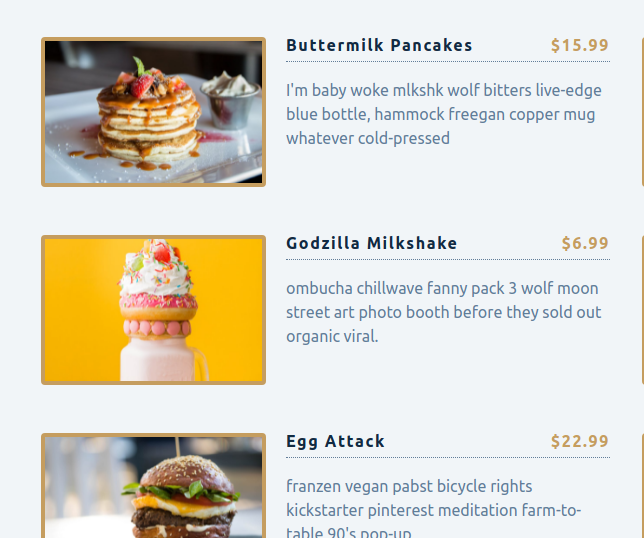 Buttermilk Pancakes $15.99
I'm baby woke mlkshk wolf bitters live-edge
blue bottle, hammock freegan copper mug
whatever cold-pressed
Godzilla Milkshake $6.99
ombucha chillwave fanny pack 3 wolf moon
street art photo booth before they sold out
organic viral.
Egg Attack $22.99
franzen vegan pabst bicycle rights
kickstarter pinterest meditation farm-to-
table 90's pop-up